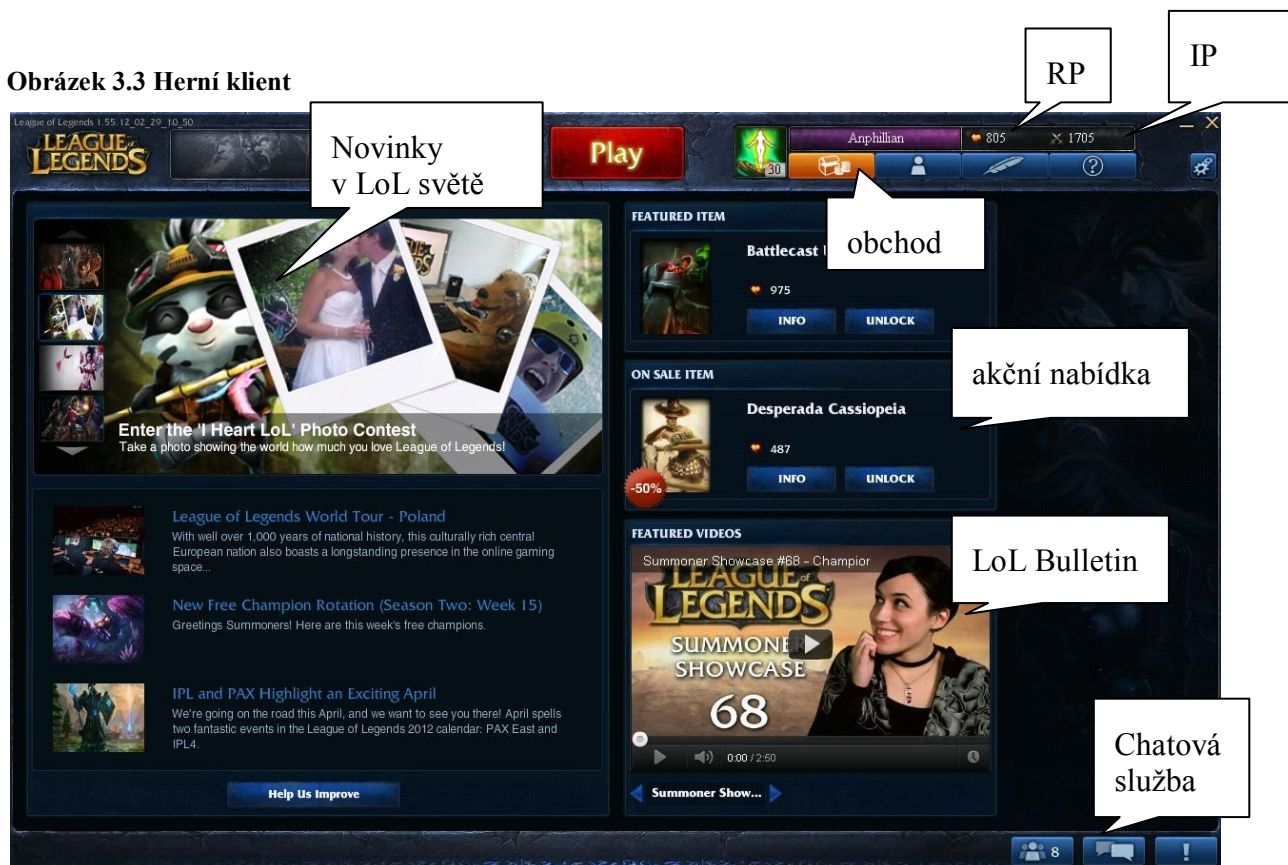 RP
IP
Obrázek 3.3 Herní klient
League of Legends 1.55.12_02_29_10_50
LEAGUE of
LEGENDS
Novinky
v LoL světě
Play
30
Anphillian
805
1705
obchod
FEATURED ITEM
Battlecast
975
INFO UNLOCK
akční nabídka
ON SALE ITEM
Desperada Cassiopeia
487
-50%
INFO UNLOCK
Enter the 'I Heart LoL' Photo Contest
Take a photo showing the world how much you love League of Legends!
League of Legends World Tour - Poland
With well over 1,000 years of national history, this culturally rich central
European nation also boasts a longstanding presence in the online gaming
space...
New Free Champion Rotation (Season Two: Week 15)
Greetings Summoners! Here are this week's free champions.
IPL and PAX Highlight an Exciting April
We're going on the road this April, and we want to see you there! April spells
two fantastic events in the League of Legends 2012 calendar: PAX East and
IPL4.
Help Us Improve
FEATURED VIDEOS
LoL Bulletin
Summoner Showcase #68 - Champior
LEAGUE of
LEGENDS
SUMMONER
SHOWCASE
68
0:00 / 2:50
Summoner Show...
Chatová
služba
8